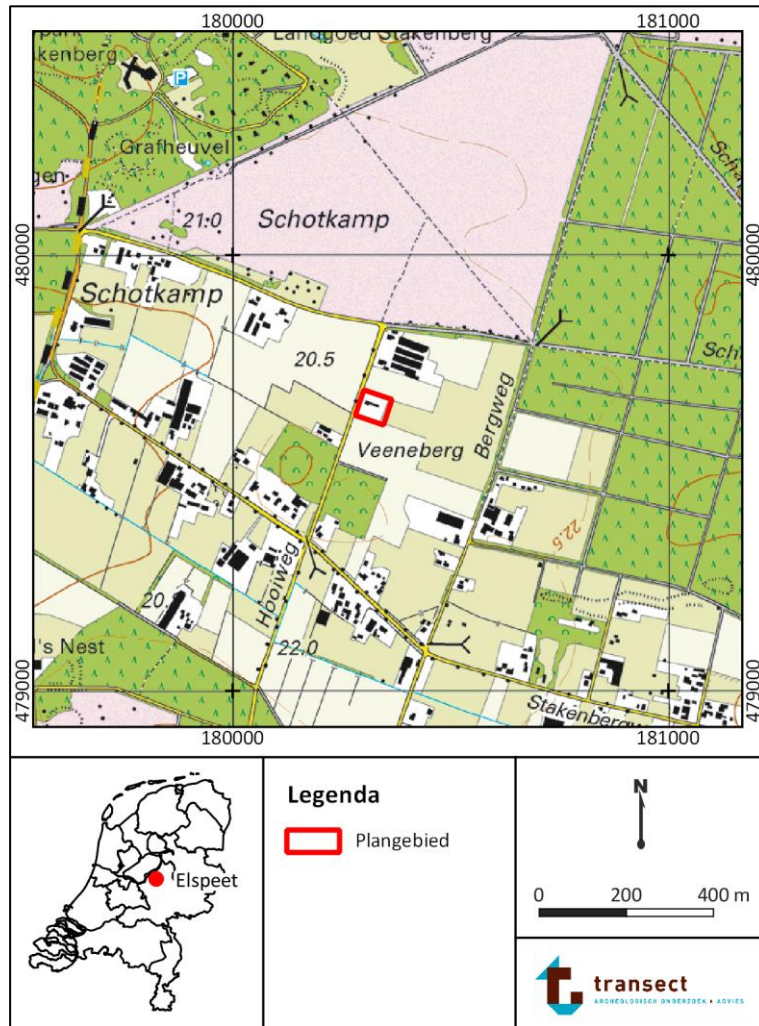 180000
181000
Landgoed Stakenberg
park
kenberg
P
Grafheuvel
gen
21.0
Schotkamp
480000
480000
Schotkamp
20.5
Veeneberg
Bergweg
22.5
Hooiweg
20.
22.0
l's Nest
479000
479000
Stakenbergw
180000
181000
Elspeet
Legenda
Plangebied
N
0 200 400 m
transect
ARCHEOLOGISCH ONDERZOEK ▸ ADVIES